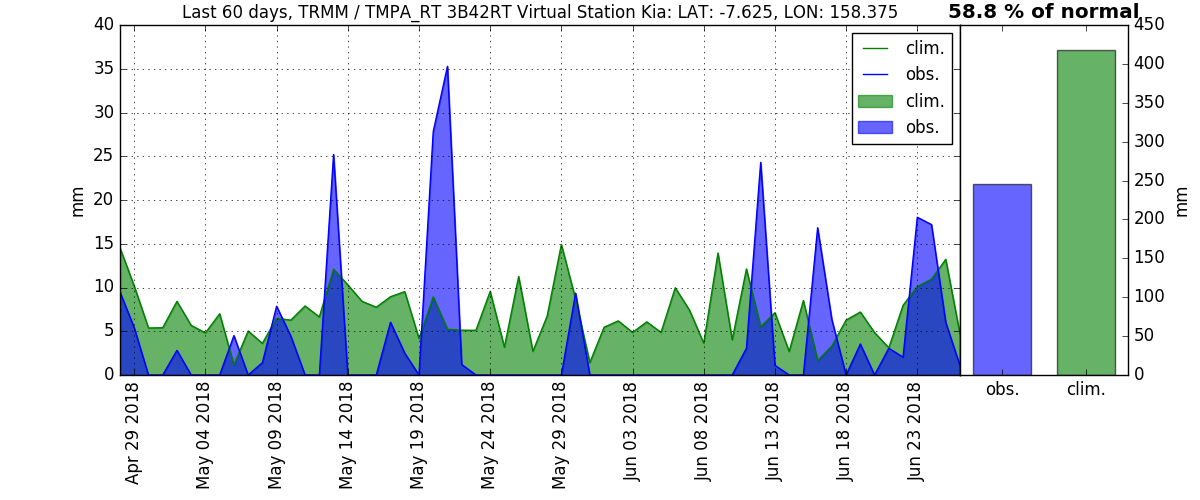 Last 60 days, TRMM / TMPA_RT 3B42RT Virtual Station Kia: LAT: -7.625, LON: 158.375
58.8 % of normal
40
35
30
25
20
15
10
5
0
mm
clim.
obs.
clim.
obs.
450
400
350
300
250
200
150
100
50
0
mm
Apr 29 2018
May 04 2018
May 09 2018
May 14 2018
May 19 2018
May 24 2018
May 29 2018
Jun 03 2018
Jun 08 2018
Jun 13 2018
Jun 18 2018
Jun 23 2018
obs.
clim.